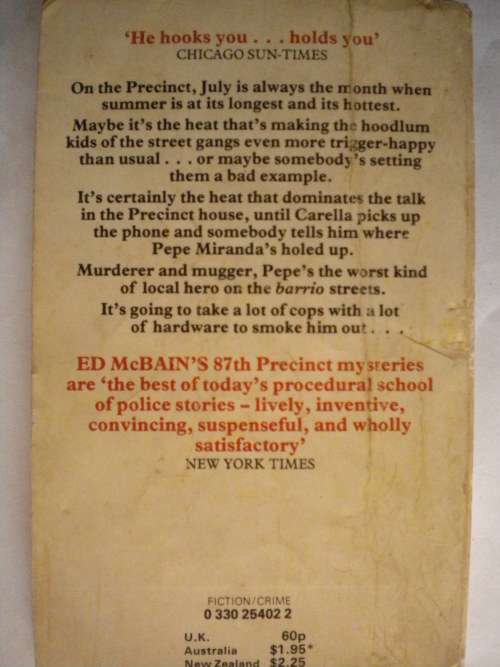 ‘He hooks you . . . holds you’
CHICAGO SUN-TIMES
On the Precinct, July is always the month when
summer is at its longest and its hottest.
Maybe it’s the heat that’s making the hoodlum
kids of the street gangs even more trigger-happy
than usual . . . or maybe somebody’s setting
them a bad example.
It’s certainly the heat that dominates the talk
in the Precinct house, until Carella picks up
the phone and somebody tells him where
Pepe Miranda’s holed up.
Murderer and mugger, Pepe’s the worst kind
of local hero on the barrio streets.
It’s going to take a lot of cops with a lot
of hardware to smoke him out . . .
ED McBAIN’S 87th Precinct mysteries
are ‘the best of today’s procedural school
of police stories – lively, inventive,
convincing, suspenseful, and wholly
satisfactory’
NEW YORK TIMES
FICTION/CRIME
0 330 25402 2
U.K. 60p
Australia $1.95*
New Zealand $2.25